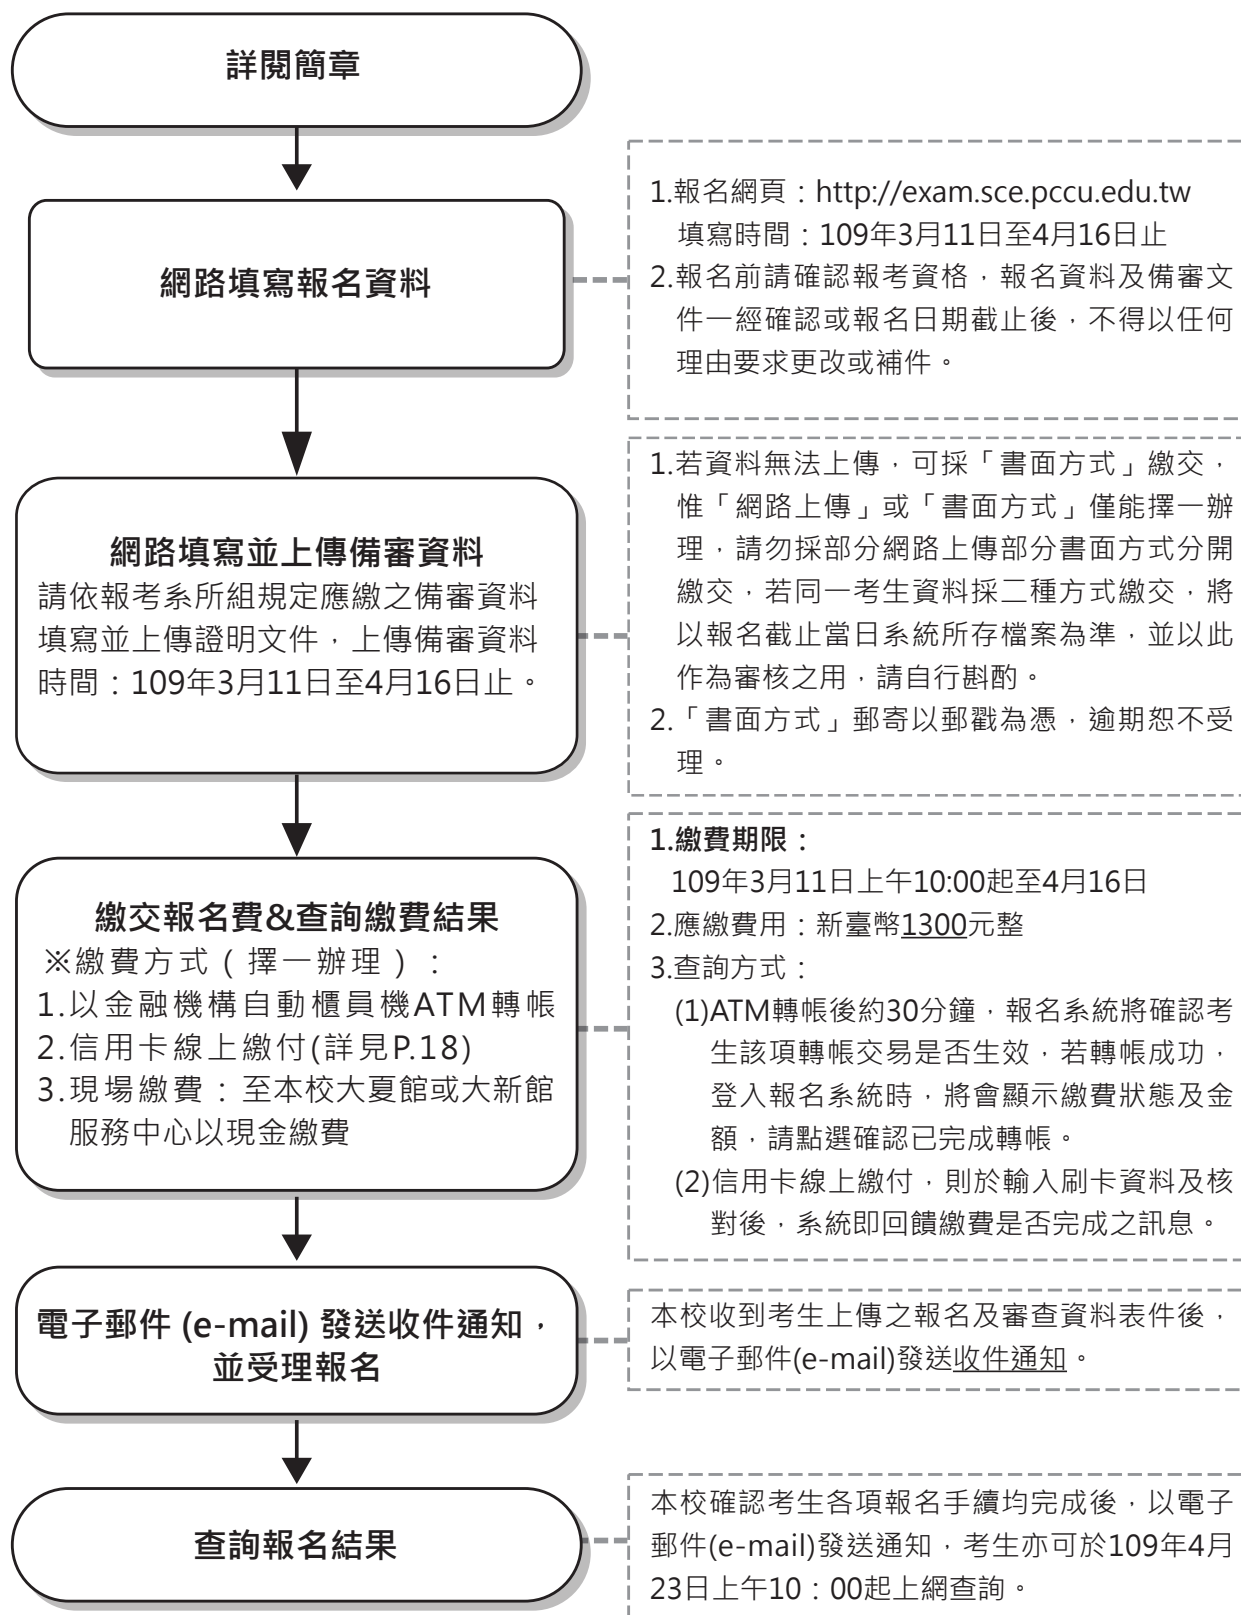 詳閱簡章
網路填寫報名資料
1.報名網頁：http://exam.sce.pccu.edu.tw
填寫時間：109年3月11日至4月16日止
2.報名前請確認報考資格，報名資料及備審文
件一經確認或報名日期截止後，不得以任何
理由要求更改或補件。
網路填寫並上傳備審資料
請依報考系所組規定應繳之備審資料
填寫並上傳證明文件，上傳備審資料
時間：109年3月11日至4月16日止。
1.若資料無法上傳，可採「書面方式」繳交，
惟「網路上傳」或「書面方式」僅能擇一辦
理，請勿採部分網路上傳部分書面方式分開
繳交，若同一考生資料採二種方式繳交，將
以報名截止當日系統所存檔案為準，並以此
作為審核之用，請自行斟酌。
2.「書面方式」郵寄以郵戳為憑，逾期恕不受
理。
繳交報名費&查詢繳費結果
※繳費方式（擇一辦理）：
1.以金融機構自動櫃員機ATM轉帳
2.信用卡線上繳付(詳見P.18)
3.現場繳費：至本校大夏館或大新館
服務中心以現金繳費
1.繳費期限：
109年3月11日上午10:00起至4月16日
2.應繳費用：新臺幣1300元整
3.查詢方式：
(1)ATM轉帳後約30分鐘，報名系統將確認考
生該項轉帳交易是否生效，若轉帳成功，
登入報名系統時，將會顯示繳費狀態及金
額，請點選確認已完成轉帳。
(2)信用卡線上繳付，則於輸入刷卡資料及核
對後，系統即回饋繳費是否完成之訊息。
電子郵件 (e-mail) 發送收件通知，
並受理報名
本校收到考生上傳之報名及審查資料表件後，
以電子郵件(e-mail)發送收件通知。
查詢報名結果
本校確認考生各項報名手續均完成後，以電子
郵件(e-mail)發送通知，考生亦可於109年4月
23日上午10：00起上網查詢。